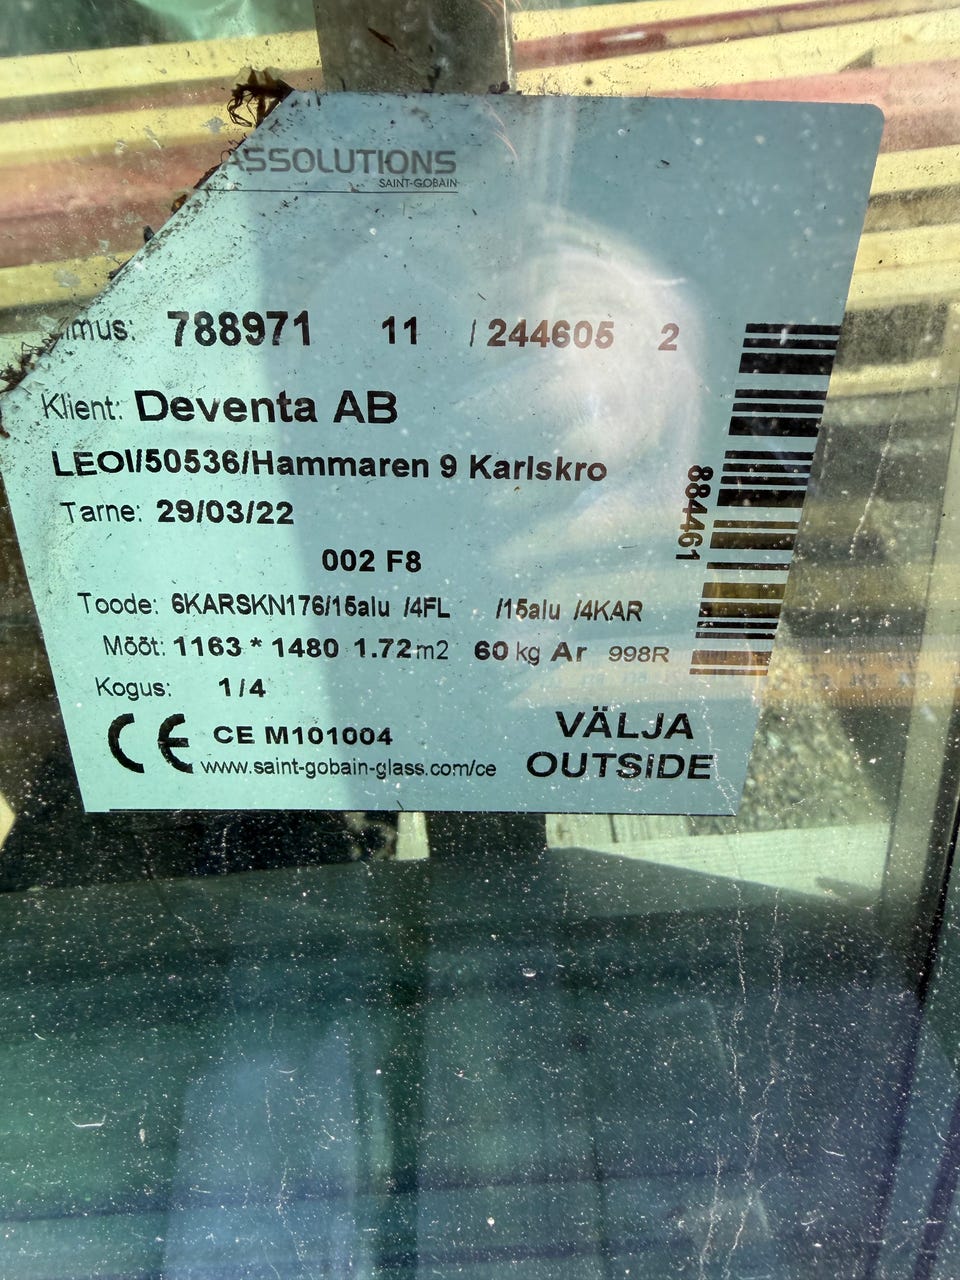 ASSOLUTIONS
SAINT-GOBAIN
788971 11 / 244605 2
Klient: Deventa AB
LEOI/50536/Hammaren 9 Karlskro
Tarne: 29/03/22
002 F8
Toode: 6KARSKN176/15alu /4FL /15alu /4KAR
Mõõt: 1163 * 1480 1.72m2 60 kg Ar 998R
Kogus: 1/4
CE CE M101004
www.saint-gobain-glass.com/ce
VÄLJA
OUTSIDE
884461